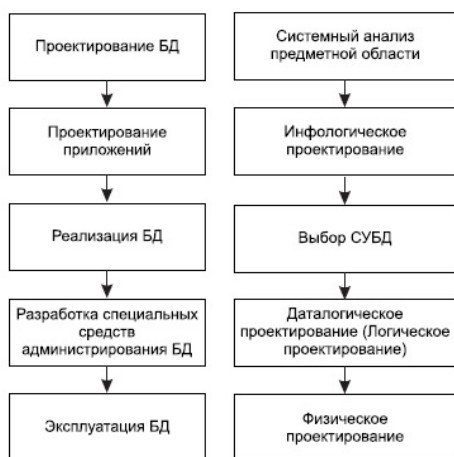 Проектирование БД
Проектирование
приложений
Реализация БД
Разработка специальных
средств
администрирования БД
Эксплуатация БД
Системный анализ
предметной области
Инфологическое
проектирование
Выбор СУБД
Даталогическое
проектирование (Логическое
проектирование)
Физическое
проектирование